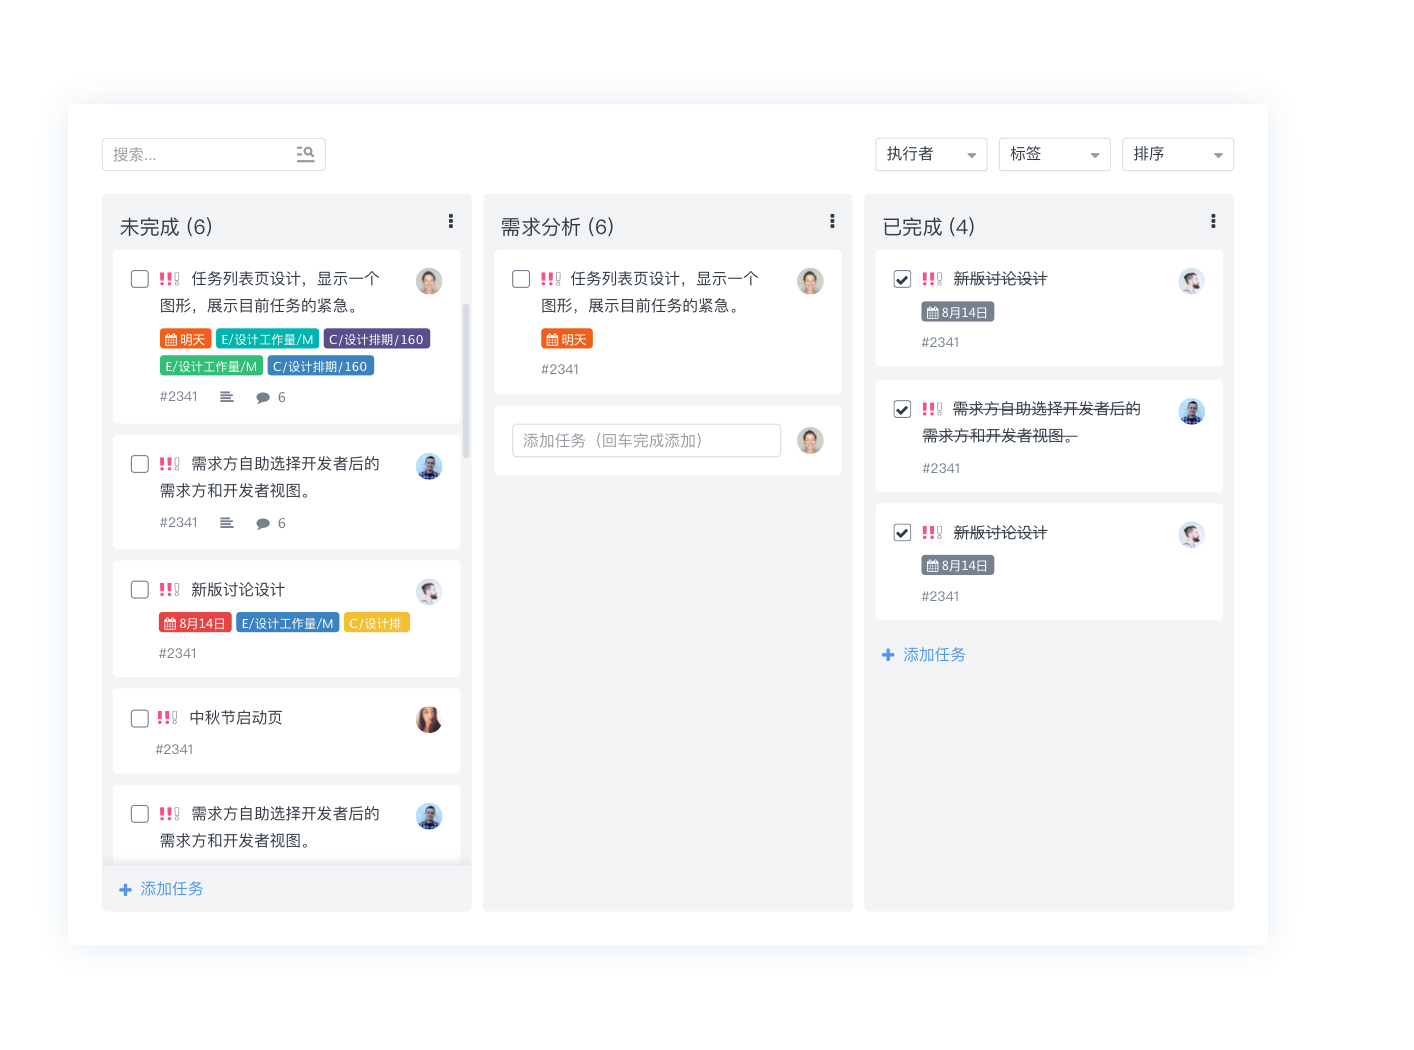 搜索...
执行者
标签
排序
未完成 (6)
任务列表页设计，显示一个
图形，展示目前任务的紧急。
明天 E/设计工作量/M C/设计排期/160
E/设计工作量/M C/设计排期/160
#2341 6
需求方自助选择开发者后的
需求方和开发者视图。
#2341 6
新版讨论设计
8月14日 E/设计工作量/M C/设计排
#2341
中秋节启动页
#2341
需求方自助选择开发者后的
需求方和开发者视图。
添加任务
需求分析 (6)
任务列表页设计，显示一个
图形，展示目前任务的紧急。
明天
#2341
添加任务（回车完成添加）
已完成 (4)
新版讨论设计
8月14日
#2341
需求方自助选择开发者后的
需求方和开发者视图。
#2341
新版讨论设计
8月14日
#2341
添加任务